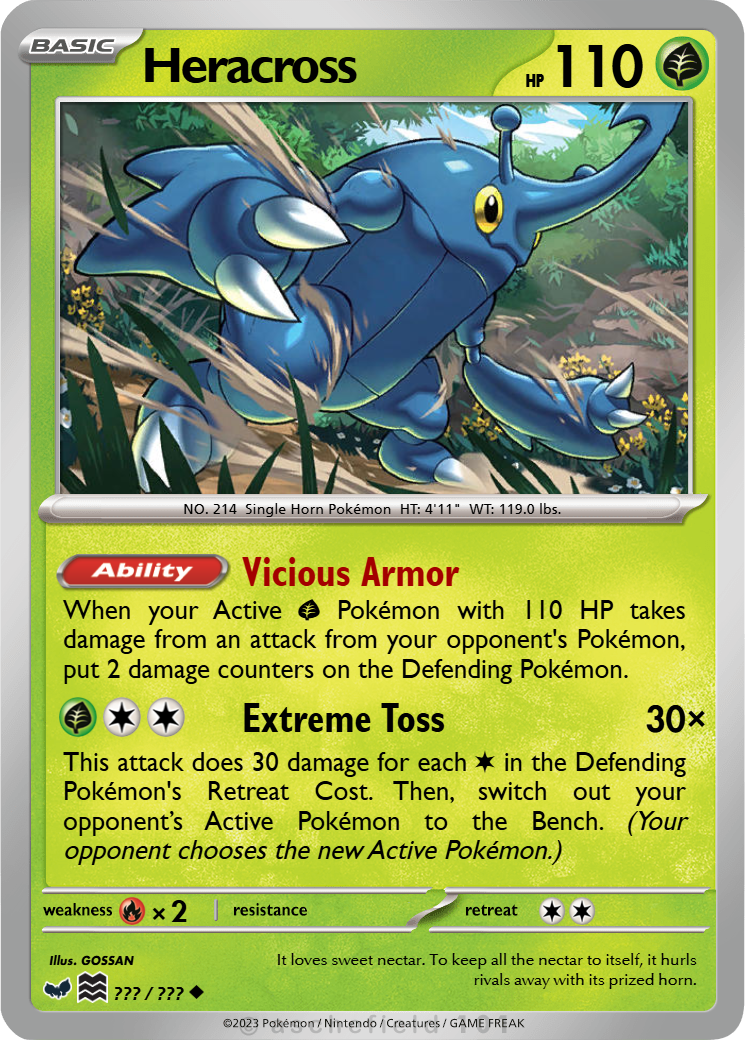 BASIC Heracross HP 110
NO. 214 Single Horn Pokémon HT: 4'11" WT: 119.0 lbs.
Ability Vicious Armor
When your Active Pokémon with 110 HP takes
damage from an attack from your opponent's Pokémon,
put 2 damage counters on the Defending Pokémon.
Extreme Toss 30×
This attack does 30 damage for each in the Defending
Pokémon's Retreat Cost. Then, switch out your
opponent’s Active Pokémon to the Bench. (Your
opponent chooses the new Active Pokémon.)
weakness × 2 resistance retreat
Illus. GOSSAN
It loves sweet nectar. To keep all the nectar to itself, it hurls
rivals away with its prized horn.
??? / ???
©2023 Pokémon / Nintendo / Creatures / GAME FREAK